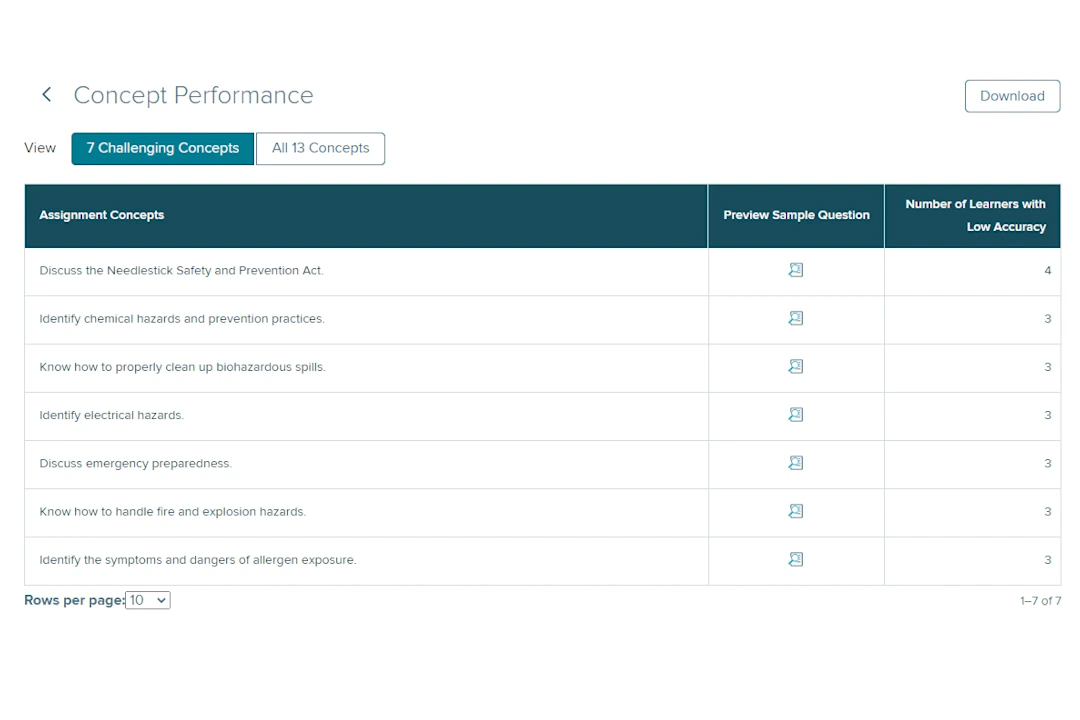 Concept Performance
Download
View
7 Challenging Concepts
All 13 Concepts
Assignment Concepts
Preview Sample Question
Number of Learners with
Low Accuracy
Discuss the Needlestick Safety and Prevention Act.
4
Identify chemical hazards and prevention practices.
3
Know how to properly clean up biohazardous spills.
3
Identify electrical hazards.
3
Discuss emergency preparedness.
3
Know how to handle fire and explosion hazards.
3
Identify the symptoms and dangers of allergen exposure.
3
Rows per page: 10
1–7 of 7